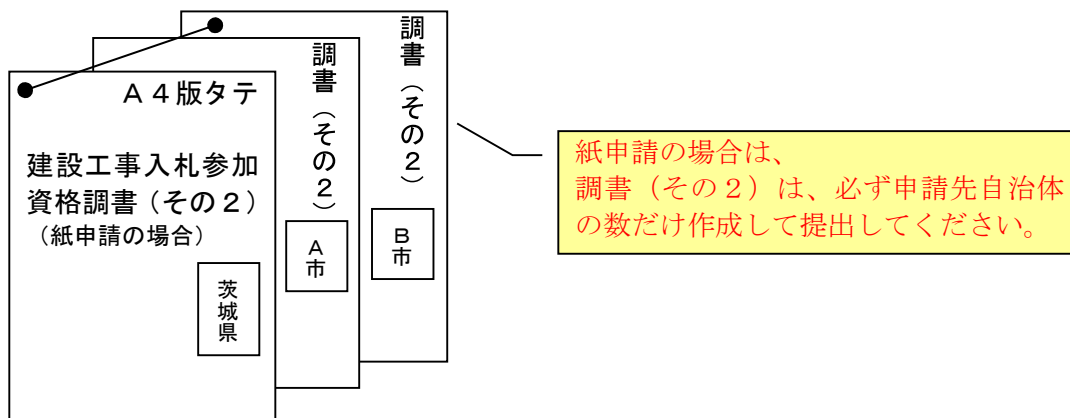 Ａ４版タテ
建設工事入札参加
資格調書（その２）
（紙申請の場合）
茨城県
調書（その２）
Ａ市
調書（その２）
Ｂ市
紙申請の場合は、
調書（その２）は、必ず申請先自治体
の数だけ作成して提出してください。